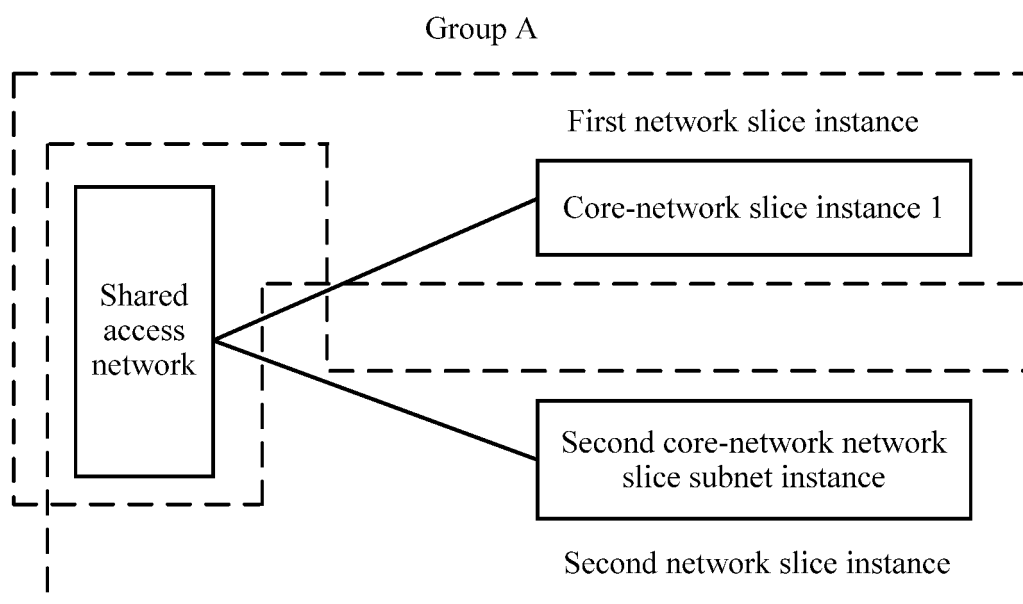 Group A
First network slice instance
Core-network slice instance 1
Shared
access
network
Second core-network network
slice subnet instance
Second network slice instance